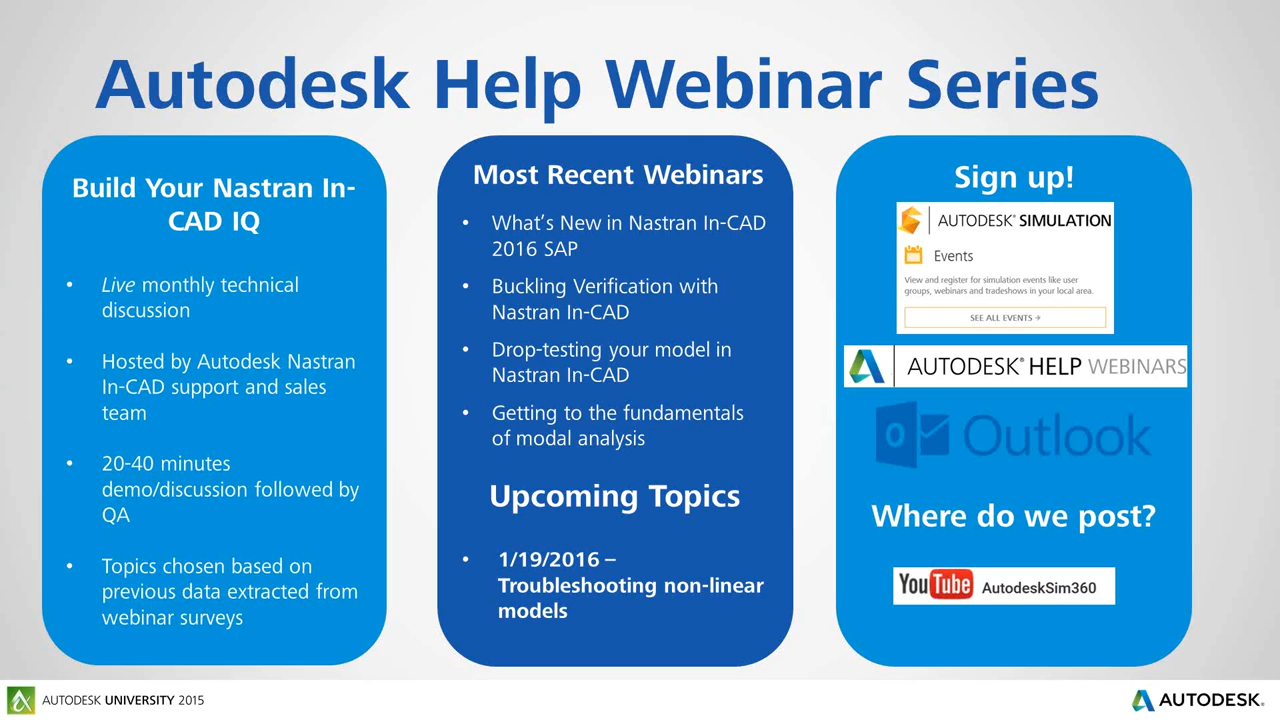 Autodesk Help Webinar Series
Build Your Nastran In-
CAD IQ
• Live monthly technical
discussion
• Hosted by Autodesk Nastran
In-CAD support and sales
team
• 20-40 minutes
demo/discussion followed by
QA
• Topics chosen based on
previous data extracted from
webinar surveys
Most Recent Webinars
• What's New in Nastran In-CAD
2016 SAP
• Buckling Verification with
Nastran In-CAD
• Drop-testing your model in
Nastran In-CAD
• Getting to the fundamentals
of modal analysis
Upcoming Topics
• 1/19/2016 –
Troubleshooting non-linear
models
Sign up!
AUTODESK® SIMULATION
Events
View and register for simulation events like user
groups, webinars and tradeshows in your local area.
SEE ALL EVENTS →
AUTODESK® HELP WEBINARS
Outlook
Where do we post?
YouTube AutodeskSim360
AUTODESK UNIVERSITY 2015
AUTODESK®